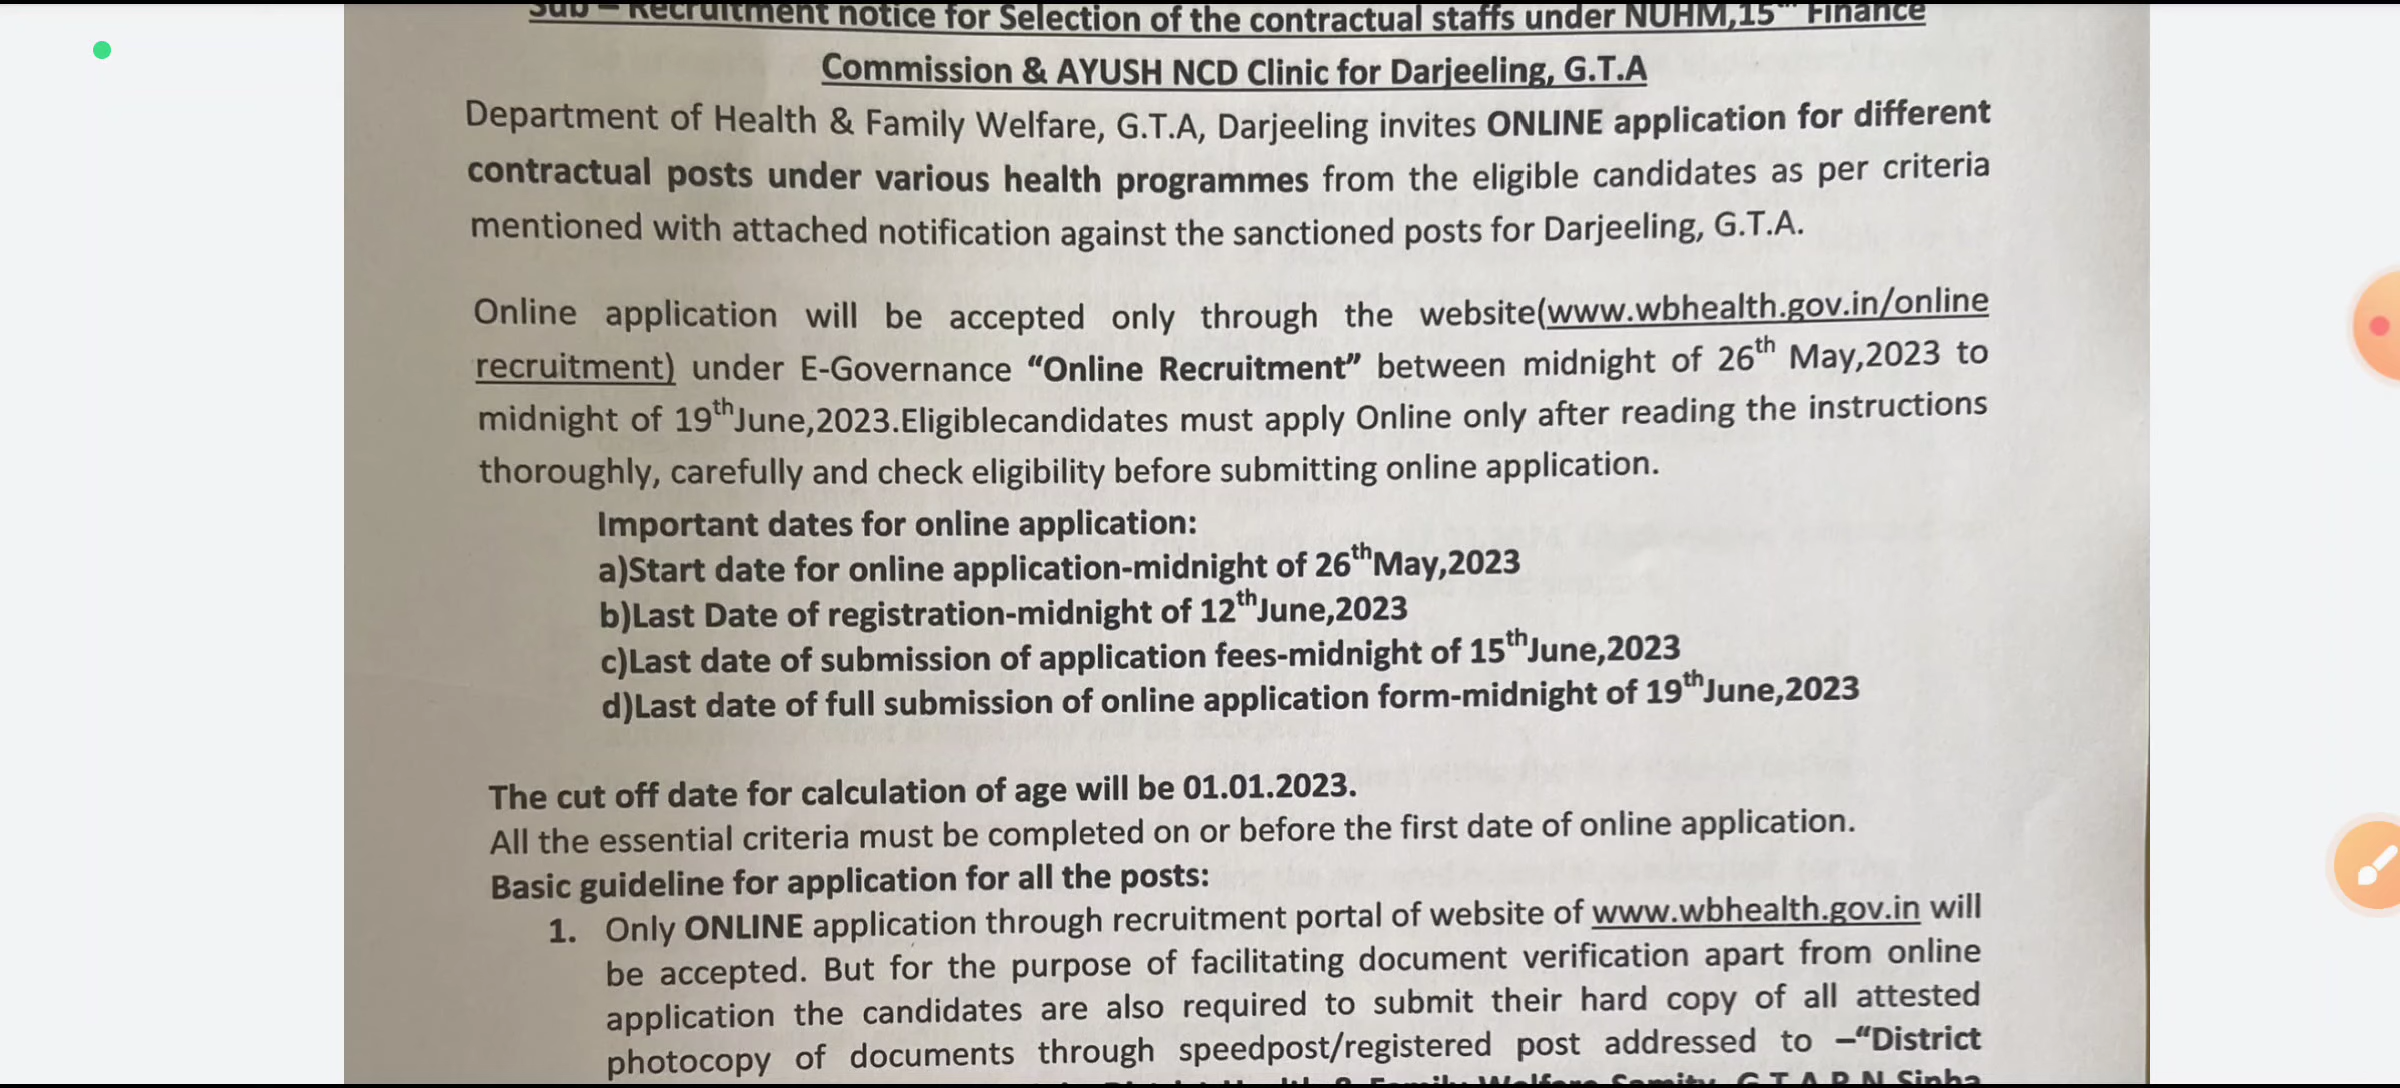 Sub – Recruitment notice for Selection of the contractual staffs under NUHM,15th Finance
Commission & AYUSH NCD Clinic for Darjeeling, G.T.A
Department of Health & Family Welfare, G.T.A, Darjeeling invites ONLINE application for different
contractual posts under various health programmes from the eligible candidates as per criteria
mentioned with attached notification against the sanctioned posts for Darjeeling, G.T.A.
Online application will be accepted only through the website(www.wbhealth.gov.in/online
recruitment) under E-Governance “Online Recruitment” between midnight of 26th May,2023 to
midnight of 19thJune,2023.Eligiblecandidates must apply Online only after reading the instructions
thoroughly, carefully and check eligibility before submitting online application.
Important dates for online application:
a)Start date for online application-midnight of 26thMay,2023
b)Last Date of registration-midnight of 12thJune,2023
c)Last date of submission of application fees-midnight of 15thJune,2023
d)Last date of full submission of online application form-midnight of 19thJune,2023
The cut off date for calculation of age will be 01.01.2023.
All the essential criteria must be completed on or before the first date of online application.
Basic guideline for application for all the posts:
1. Only ONLINE application through recruitment portal of website of www.wbhealth.gov.in will
be accepted. But for the purpose of facilitating document verification apart from online
application the candidates are also required to submit their hard copy of all attested
photocopy of documents through speedpost/registered post addressed to –“District
Family Welfare Samity G.T.A R N Sinha